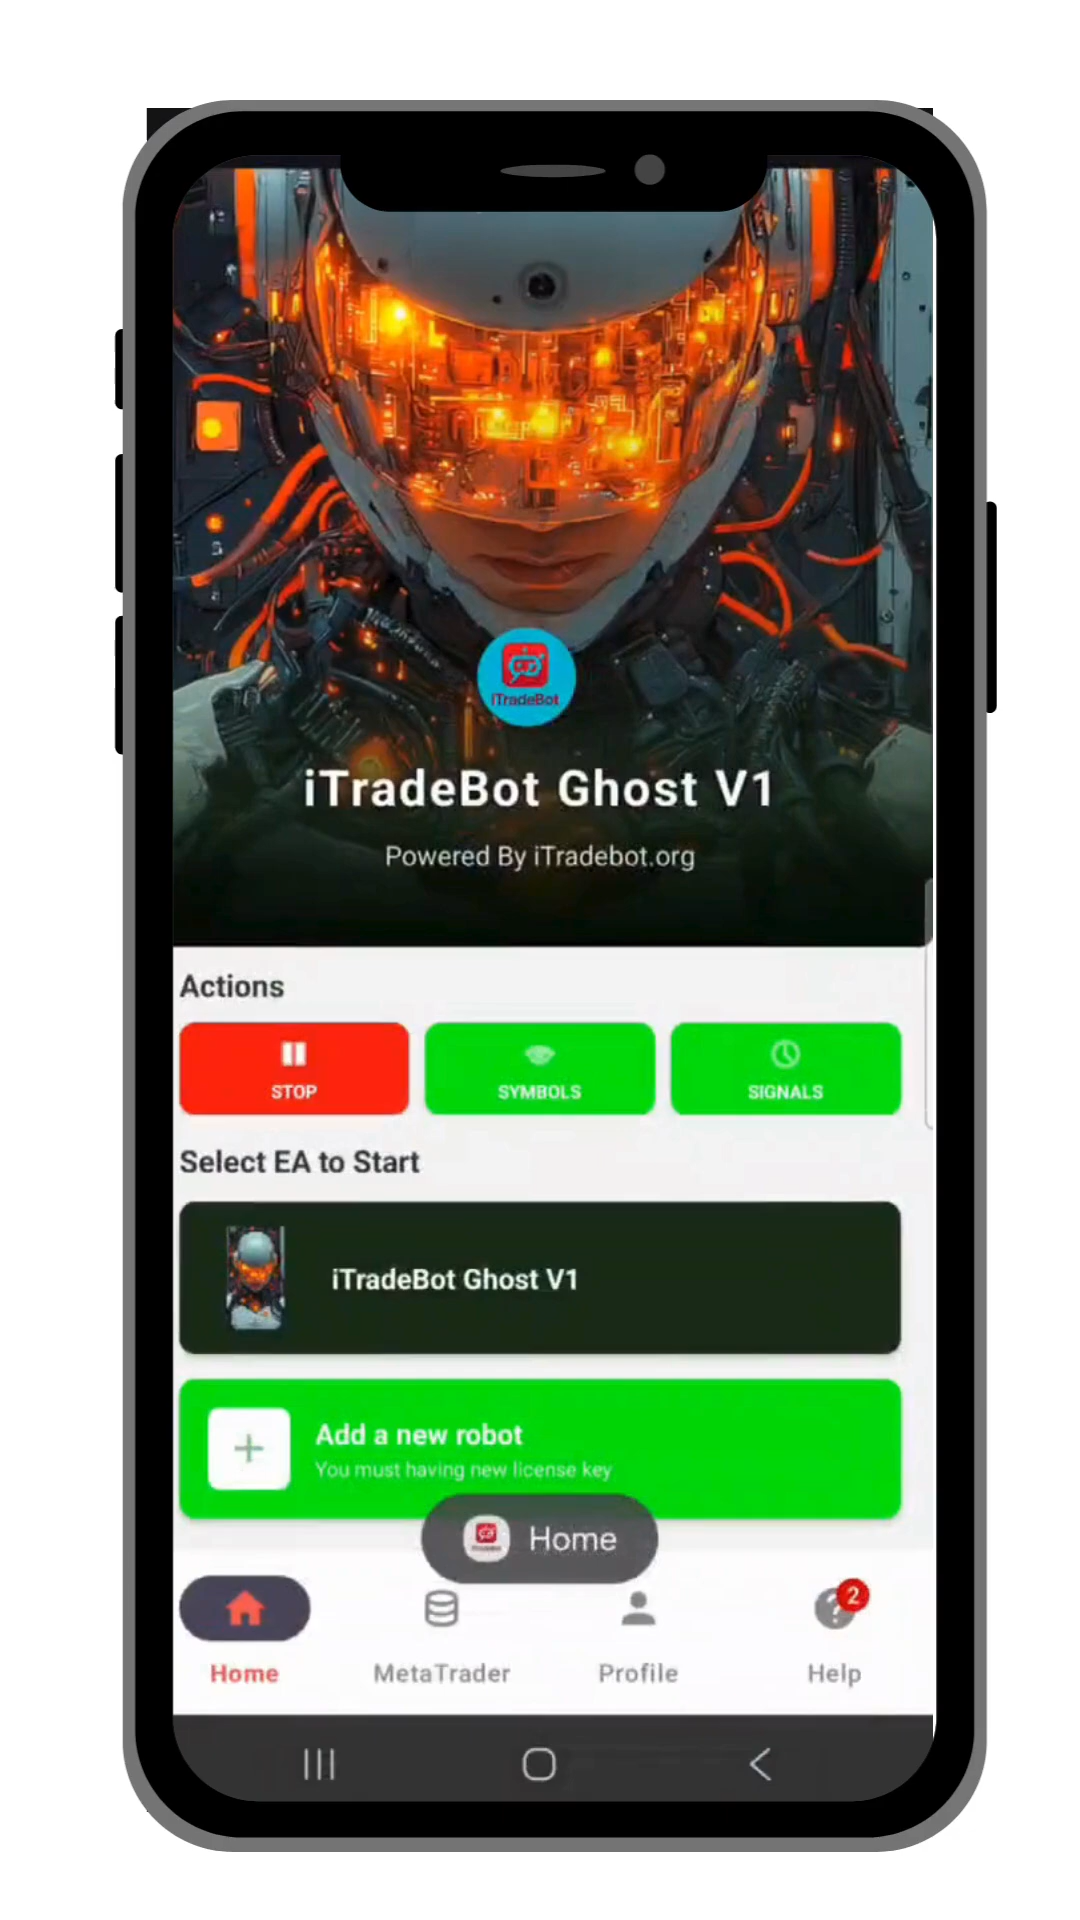 iTradeBot
iTradeBot Ghost V1
Powered By iTradebot.org
Actions
STOP
SYMBOLS
SIGNALS
Select EA to Start
iTradeBot Ghost V1
Add a new robot
You must having new license key
Home
2
Home
MetaTrader
Profile
Help